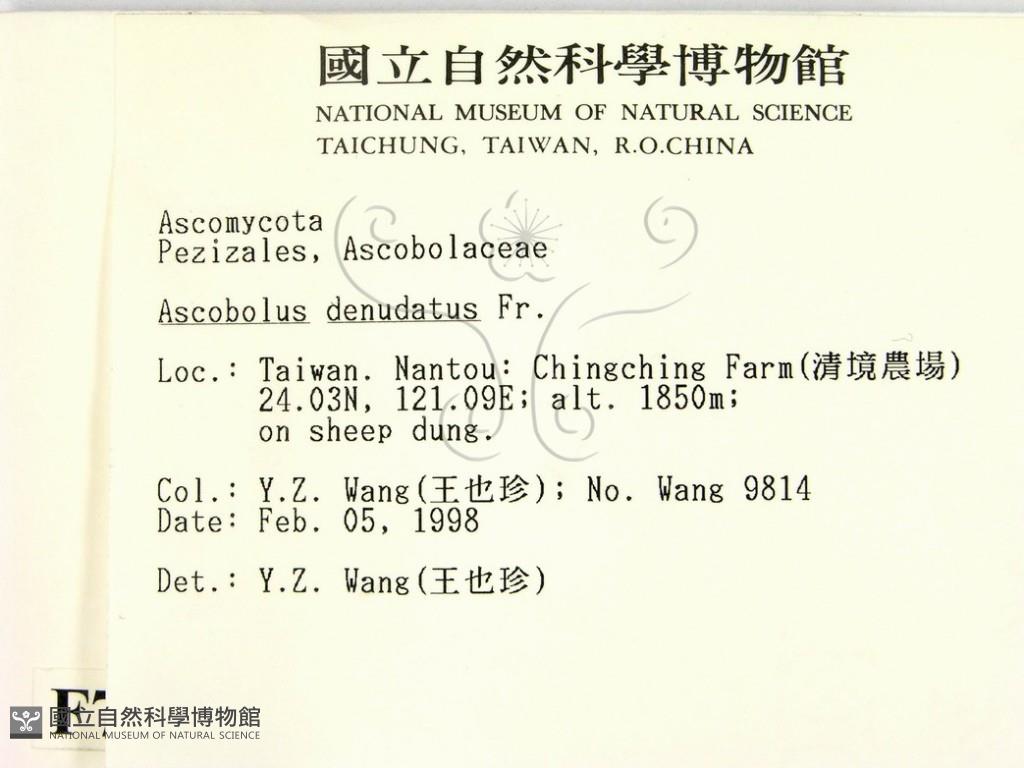 國立自然科學博物館
NATIONAL MUSEUM OF NATURAL SCIENCE
TAICHUNG, TAIWAN, R.O.CHINA
Ascomycota
Pezizales, Ascobolaceae
Ascobolus denudatus Fr.
Loc.: Taiwan. Nantou: Chingching Farm(清境農場)
24.03N, 121.09E; alt. 1850m;
on sheep dung.
Col.: Y.Z. Wang(王也珍); No. Wang 9814
Date: Feb. 05, 1998
Det.: Y.Z. Wang(王也珍)
國立自然科學博物館
NATIONAL MUSEUM OF NATURAL SCIENCE